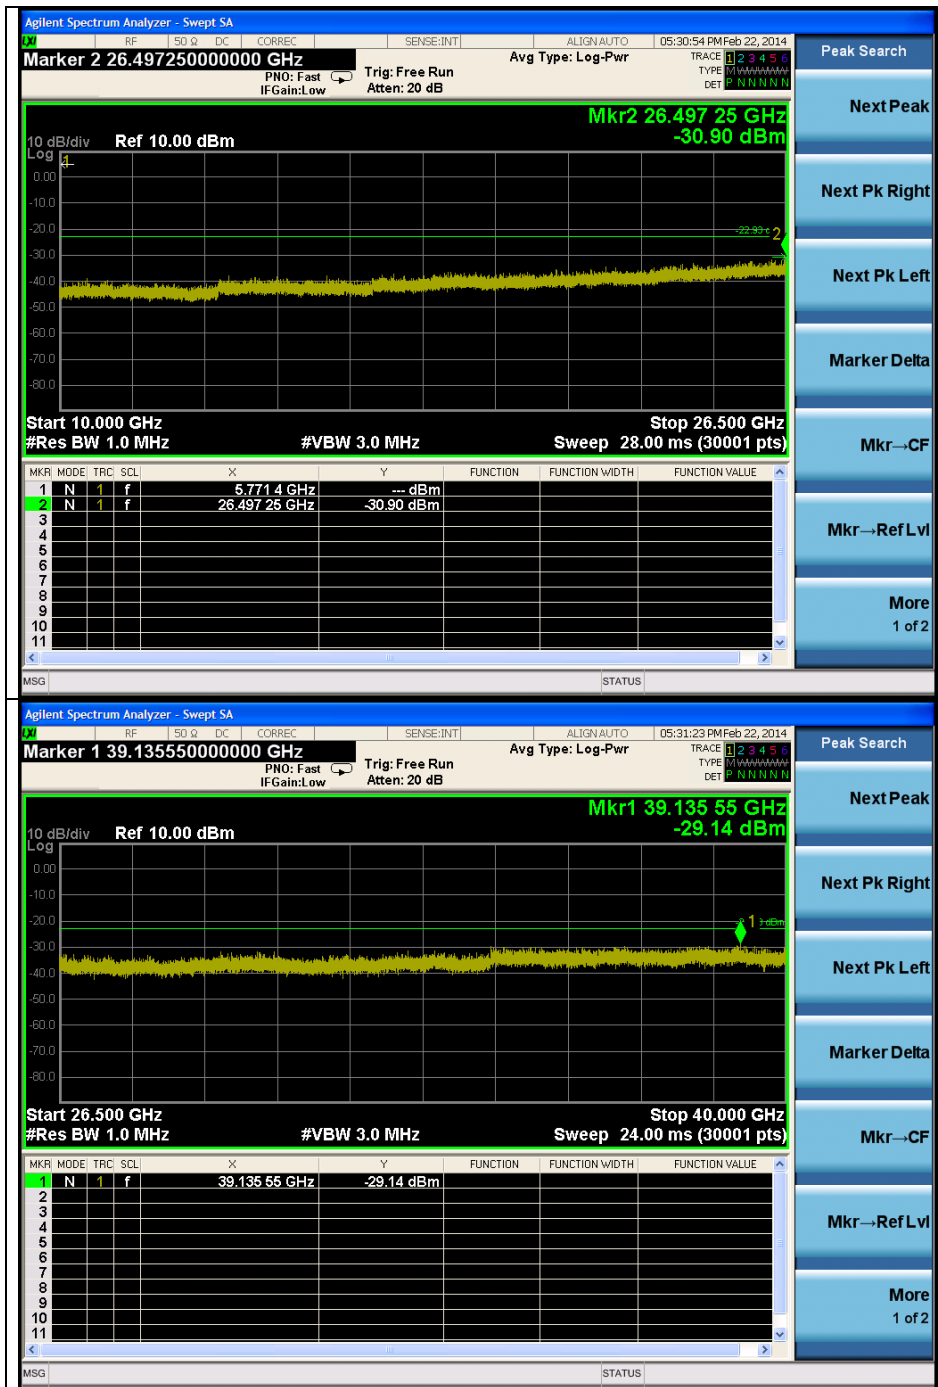 Agilent Spectrum Analyzer - Swept SA
LXI RF 50 Ω DC CORREC SENSE:INT ALIGN AUTO 05:30:54 PM Feb 22, 2014
Marker 2 26.497250000000 GHz
PNO: Fast
IFGain:Low
Trig: Free Run
Atten: 20 dB
Avg Type: Log-Pwr
TRACE 1 2 3 4 5 6
TYPE M WWWWW
DET P N N N N N
Peak Search
Next Peak
Next Pk Right
Next Pk Left
Marker Delta
Mkr→CF
Mkr→Ref Lvl
More
1 of 2
Mkr2 26.497 25 GHz
-30.90 dBm
10 dB/div Ref 10.00 dBm
Log
1
0.00
-10.0
-20.0
-22.93
2
-30.0
-40.0
-50.0
-60.0
-70.0
-80.0
Start 10.000 GHz Stop 26.500 GHz
#Res BW 1.0 MHz #VBW 3.0 MHz Sweep 28.00 ms (30001 pts)
MKR MODE TRC SCL X Y FUNCTION FUNCTION WIDTH FUNCTION VALUE
1 N 1 f 5.771 4 GHz --- dBm
2 N 1 f 26.497 25 GHz -30.90 dBm
3
4
5
6
7
8
9
10
11
MSG STATUS
Agilent Spectrum Analyzer - Swept SA
LXI RF 50 Ω DC CORREC SENSE:INT ALIGN AUTO 05:31:23 PM Feb 22, 2014
Marker 1 39.135550000000 GHz
PNO: Fast
IFGain:Low
Trig: Free Run
Atten: 20 dB
Avg Type: Log-Pwr
TRACE 1 2 3 4 5 6
TYPE M WWWWW
DET P N N N N N
Peak Search
Next Peak
Next Pk Right
Next Pk Left
Marker Delta
Mkr→CF
Mkr→Ref Lvl
More
1 of 2
Mkr1 39.135 55 GHz
-29.14 dBm
10 dB/div Ref 10.00 dBm
Log
0.00
-10.0
-20.0
1
dBm
-30.0
-40.0
-50.0
-60.0
-70.0
-80.0
Start 26.500 GHz Stop 40.000 GHz
#Res BW 1.0 MHz #VBW 3.0 MHz Sweep 24.00 ms (30001 pts)
MKR MODE TRC SCL X Y FUNCTION FUNCTION WIDTH FUNCTION VALUE
1 N 1 f 39.135 55 GHz -29.14 dBm
2
3
4
5
6
7
8
9
10
11
MSG STATUS